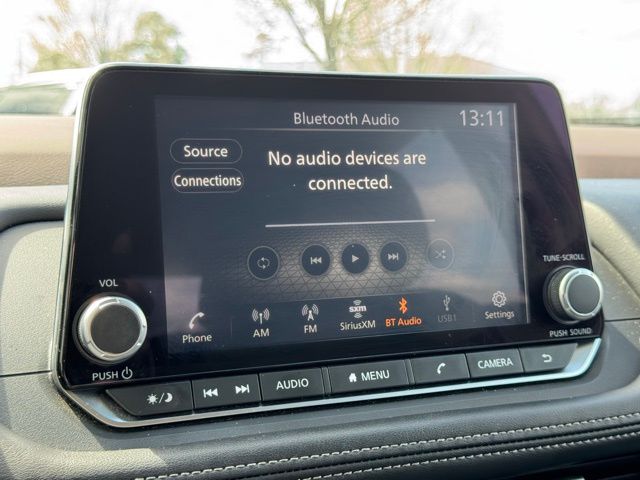 Bluetooth Audio 13:11
Source
No audio devices are
connected.
Connections
VOL
TUNE•SCROLL
Phone
AM
FM
sxm
SiriusXM
BT Audio
USB1
Settings
PUSH
PUSH SOUND
AUDIO
MENU
CAMERA